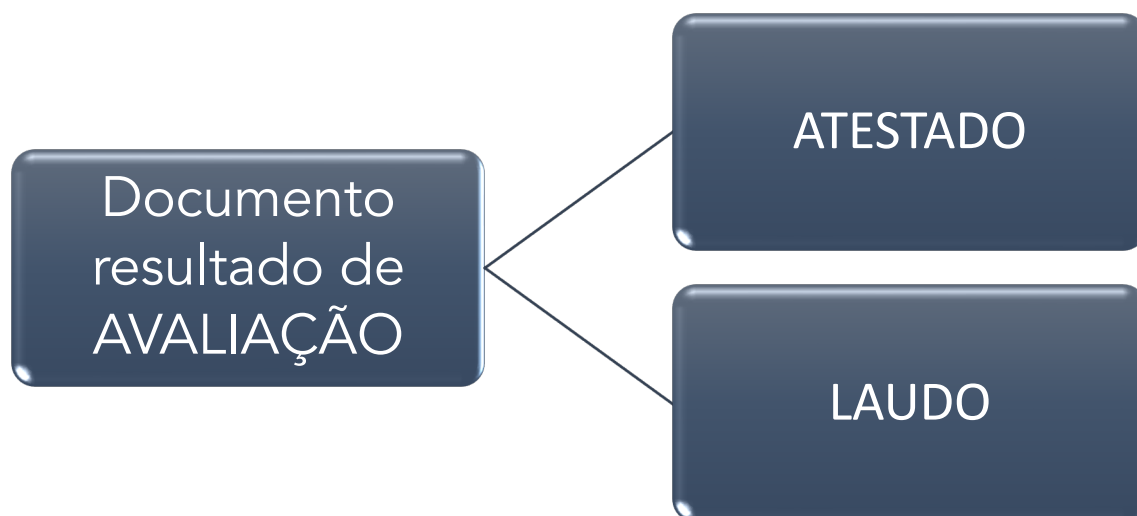 Documento
resultado de
AVALIAÇÃO
ATESTADO
LAUDO